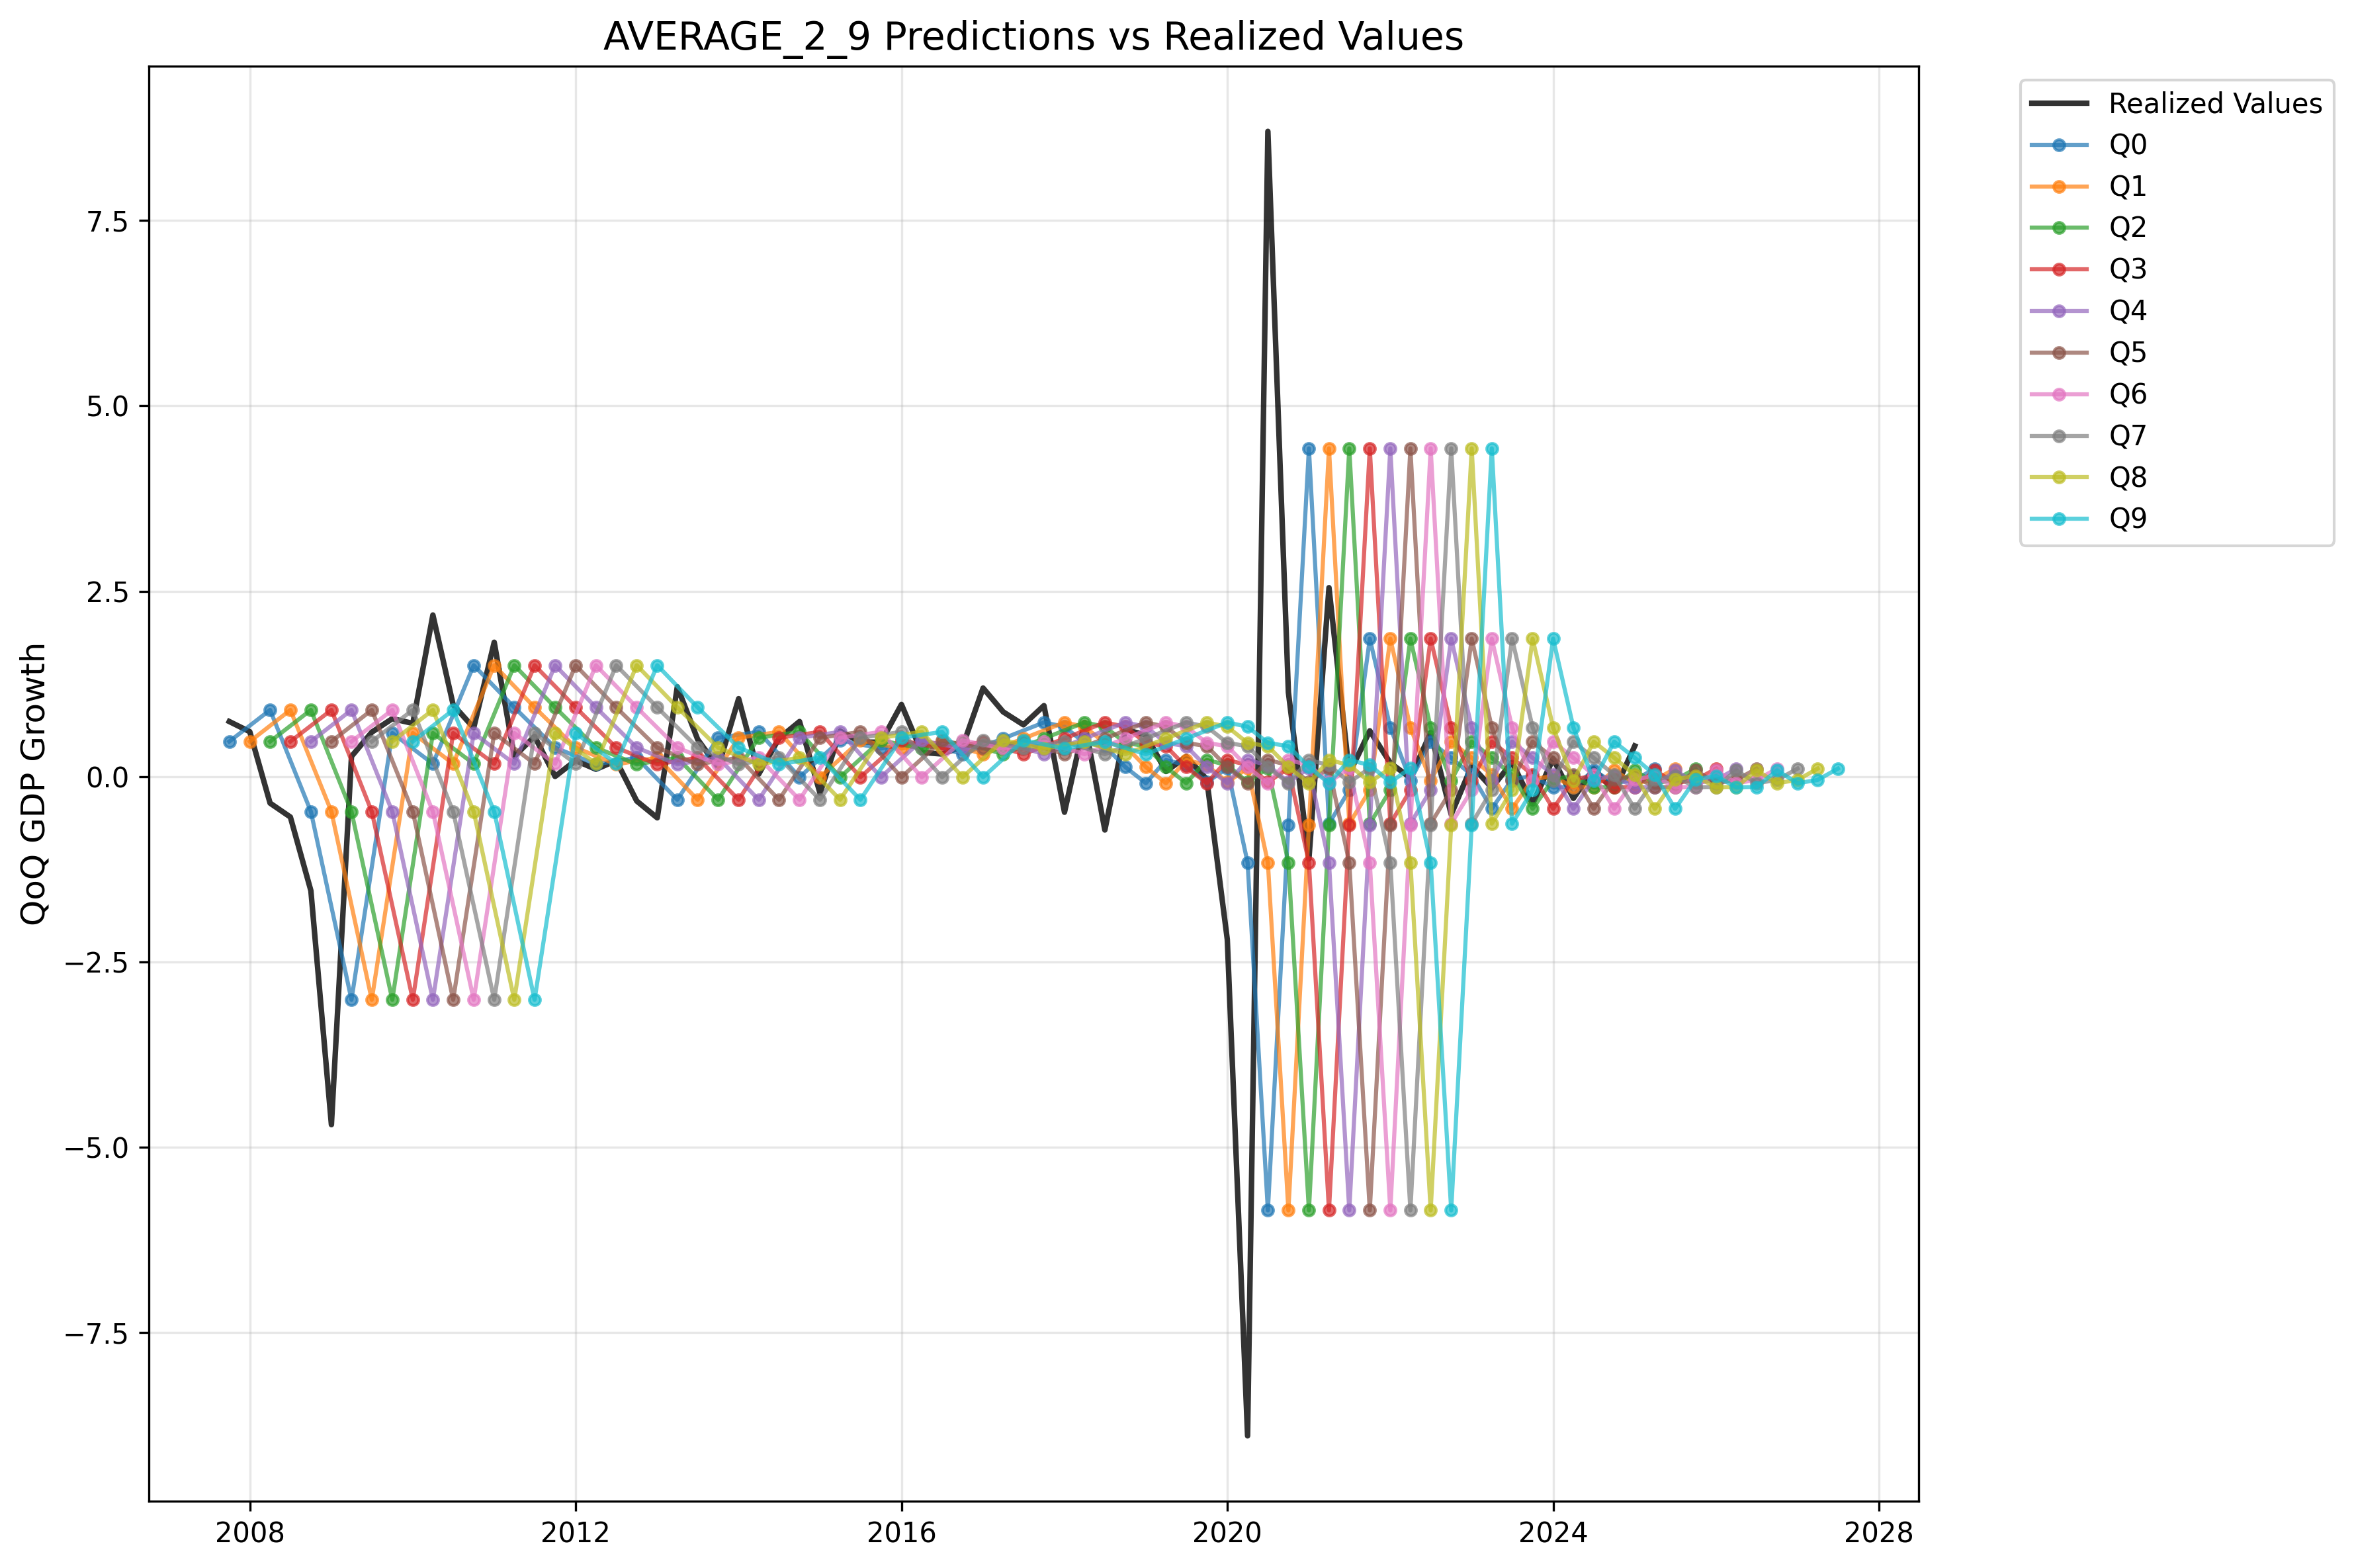 AVERAGE_2_9 Predictions vs Realized Values
QoQ GDP Growth
7.5
5.0
2.5
0.0
−2.5
−5.0
−7.5
2008
2012
2016
2020
2024
2028
Realized Values
Q0
Q1
Q2
Q3
Q4
Q5
Q6
Q7
Q8
Q9